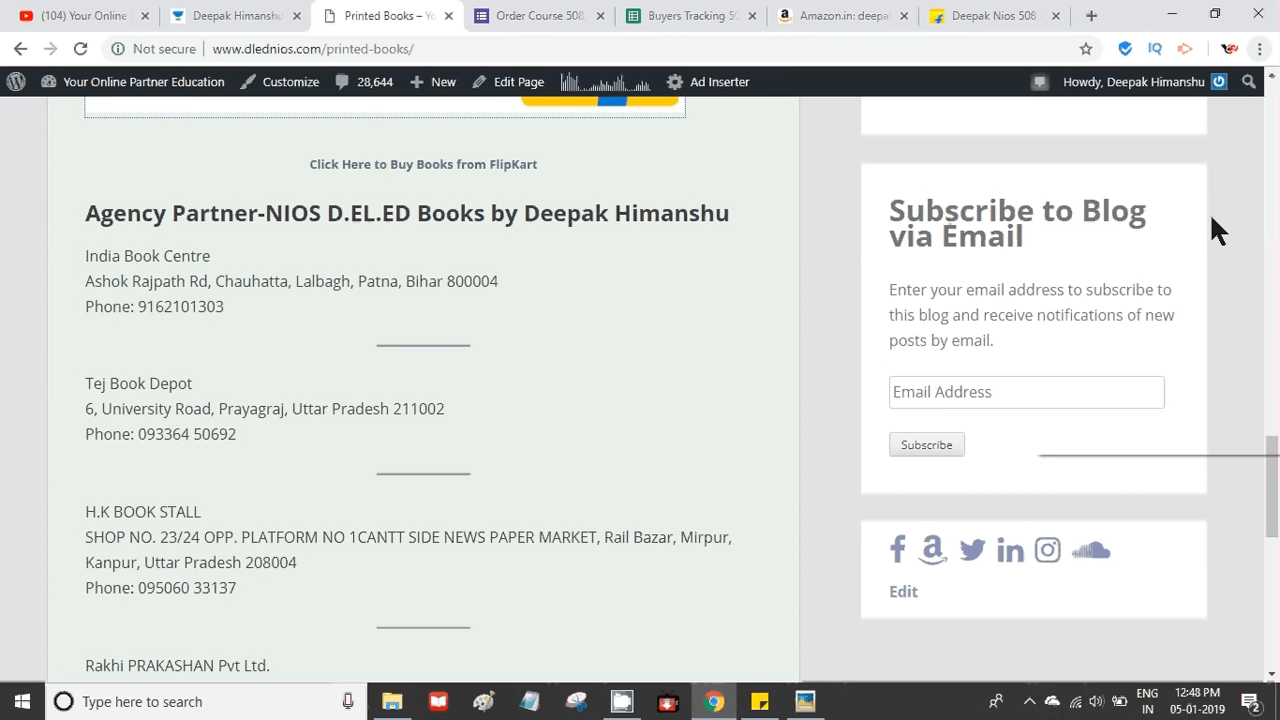 (104) Your Online
Deepak Himanshu
Printed Books – Yo
Order Course 508,
Buyers Tracking 50
Amazon.in: deepa
Deepak Nios 508 -
Not secure
www.dlednios.com/printed-books/
IQ
Your Online Partner Education
Customize
28,644
New
Edit Page
Ad Inserter
Howdy, Deepak Himanshu
Click Here to Buy Books from FlipKart
Agency Partner-NIOS D.EL.ED Books by Deepak Himanshu
India Book Centre
Ashok Rajpath Rd, Chauhatta, Lalbagh, Patna, Bihar 800004
Phone: 9162101303
Tej Book Depot
6, University Road, Prayagraj, Uttar Pradesh 211002
Phone: 093364 50692
H.K BOOK STALL
SHOP NO. 23/24 OPP. PLATFORM NO 1CANTT SIDE NEWS PAPER MARKET, Rail Bazar, Mirpur,
Kanpur, Uttar Pradesh 208004
Phone: 095060 33137
Rakhi PRAKASHAN Pvt Ltd.
Subscribe to Blog
via Email
Enter your email address to subscribe to
this blog and receive notifications of new
posts by email.
Email Address
Subscribe
Edit
Type here to search
ENG
IN
12:48 PM
05-01-2019
2